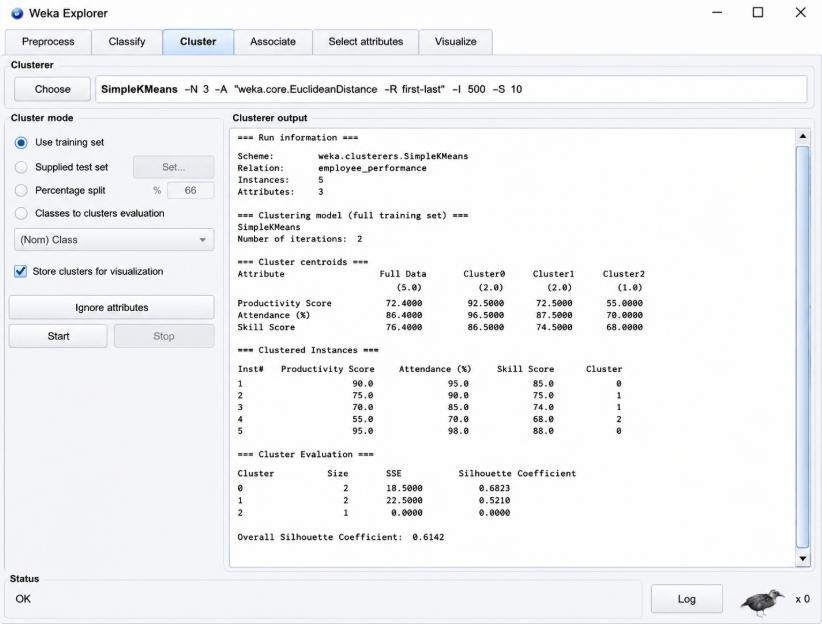 Weka Explorer
Preprocess Classify Cluster Associate Select attributes Visualize
Clusterer
Choose SimpleKMeans -N 3 -A "weka.core.EuclideanDistance -R first-last" -I 500 -S 10
Cluster mode
Use training set
Supplied test set Set...
Percentage split % 66
Classes to clusters evaluation
(Nom) Class
Store clusters for visualization
Ignore attributes
Start Stop
Clusterer output
=== Run information ===
Scheme: weka.clusterers.SimpleKMeans
Relation: employee_performance
Instances: 5
Attributes: 3
=== Clustering model (full training set) ===
SimpleKMeans
Number of iterations: 2
=== Cluster centroids ===
Attribute Full Data Cluster0 Cluster1 Cluster2
(5.0) (2.0) (2.0) (1.0)
Productivity Score 72.4000 92.5000 72.5000 55.0000
Attendance (%) 86.4000 96.5000 87.5000 70.0000
Skill Score 76.4000 86.5000 74.5000 68.0000
=== Clustered Instances ===
Inst# Productivity Score Attendance (%) Skill Score Cluster
1 90.0 95.0 85.0 0
2 75.0 90.0 75.0 1
3 70.0 85.0 74.0 1
4 55.0 70.0 68.0 2
5 95.0 98.0 88.0 0
=== Cluster Evaluation ===
Cluster Size SSE Silhouette Coefficient
0 2 18.5000 0.6823
1 2 22.5000 0.5210
2 1 0.0000 0.0000
Overall Silhouette Coefficient: 0.6142
Status
OK
Log x 0